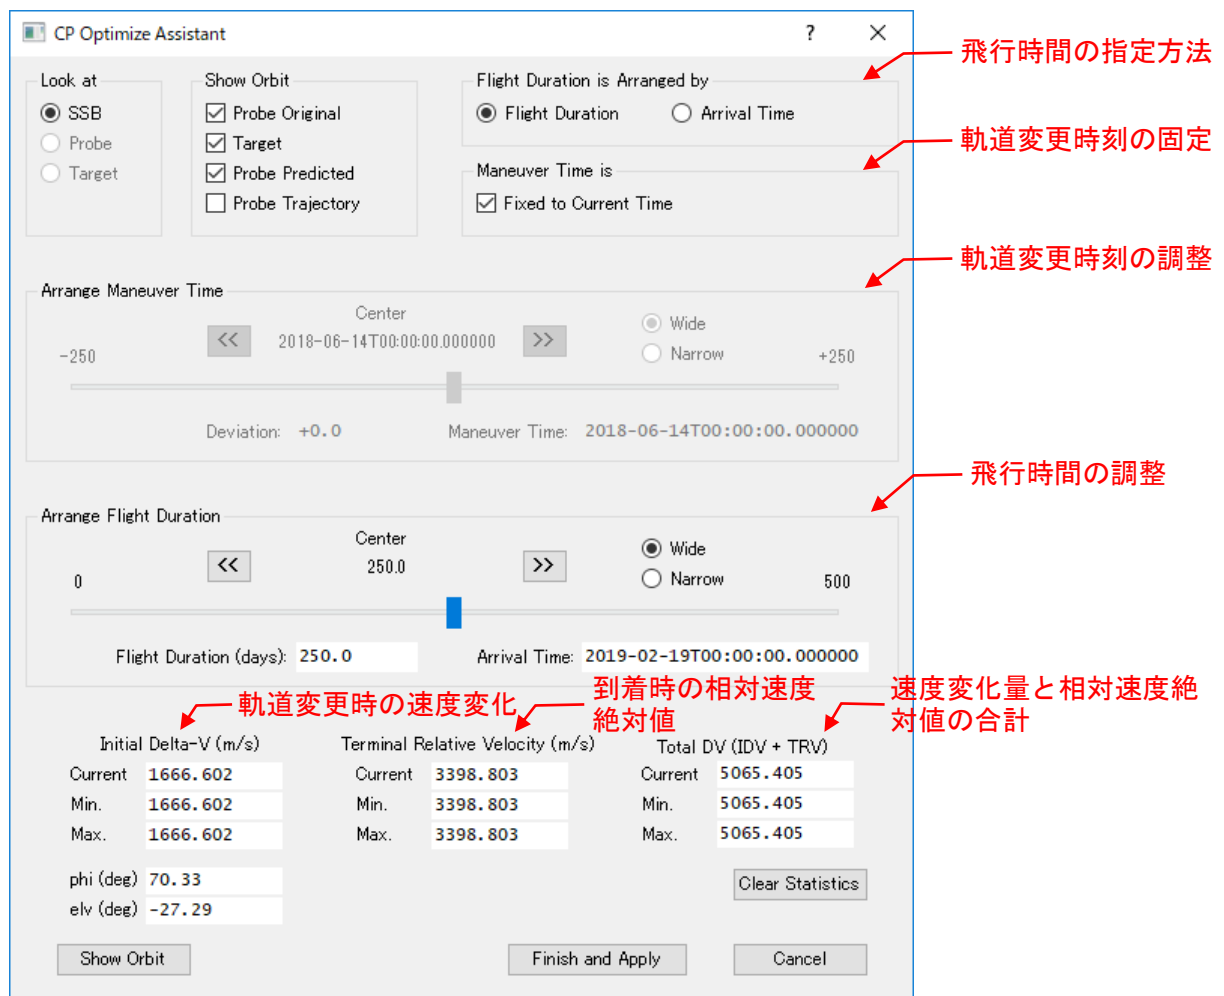 CP Optimize Assistant
?
飛行時間の指定方法
Look at
SSB
Probe
Target
Show Orbit
Probe Original
Target
Probe Predicted
Probe Trajectory
Flight Duration is Arranged by
Flight Duration
Arrival Time
軌道変更時刻の固定
Maneuver Time is
Fixed to Current Time
軌道変更時刻の調整
Arrange Maneuver Time
Center
<<
2018-06-14T00:00:00.000000
>>
Wide
Narrow
-250
+250
Deviation: +0.0
Maneuver Time: 2018-06-14T00:00:00.000000
飛行時間の調整
Arrange Flight Duration
Center
<<
250.0
>>
Wide
Narrow
0
500
Flight Duration (days): 250.0
Arrival Time: 2019-02-19T00:00:00.000000
軌道変更時の速度変化
到着時の相対速度
絶対値
速度変化量と相対速度絶
対値の合計
Initial Delta-V (m/s)
Current 1666.602
Min. 1666.602
Max. 1666.602
phi (deg) 70.33
elv (deg) -27.29
Terminal Relative Velocity (m/s)
Current 3398.803
Min. 3398.803
Max. 3398.803
Total DV (IDV + TRV)
Current 5065.405
Min. 5065.405
Max. 5065.405
Clear Statistics
Show Orbit
Finish and Apply
Cancel